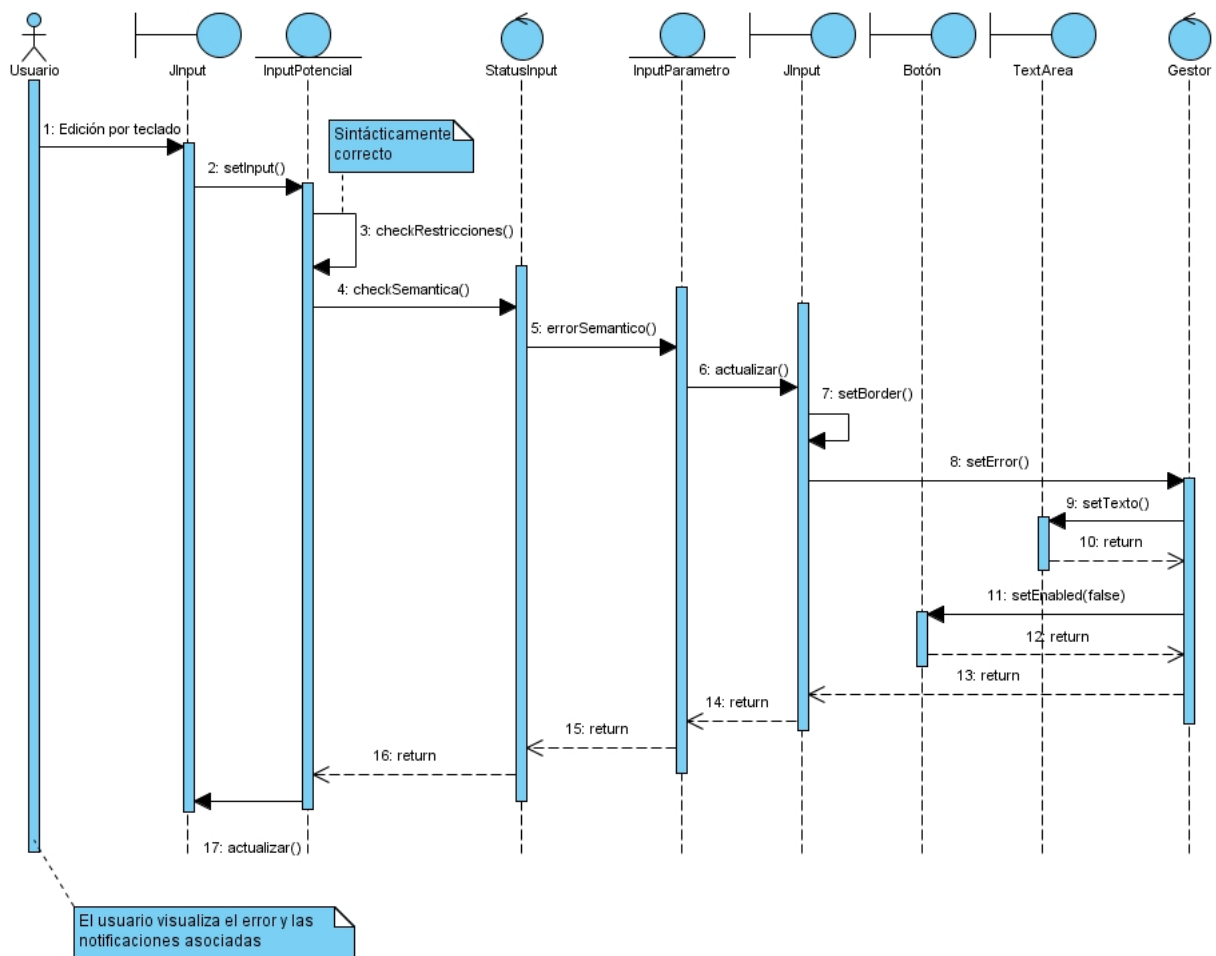 Usuario
JInput
InputPotencial
StatusInput
InputParametro
JInput
Botón
TextArea
Gestor
1: Edición por teclado
Sintácticamente
correcto
2: setInput()
3: checkRestricciones()
4: checkSemantica()
5: errorSemantico()
6: actualizar()
7: setBorder()
8: setError()
9: setTexto()
10: return
11: setEnabled(false)
12: return
13: return
14: return
15: return
16: return
17: actualizar()
El usuario visualiza el error y las
notificaciones asociadas